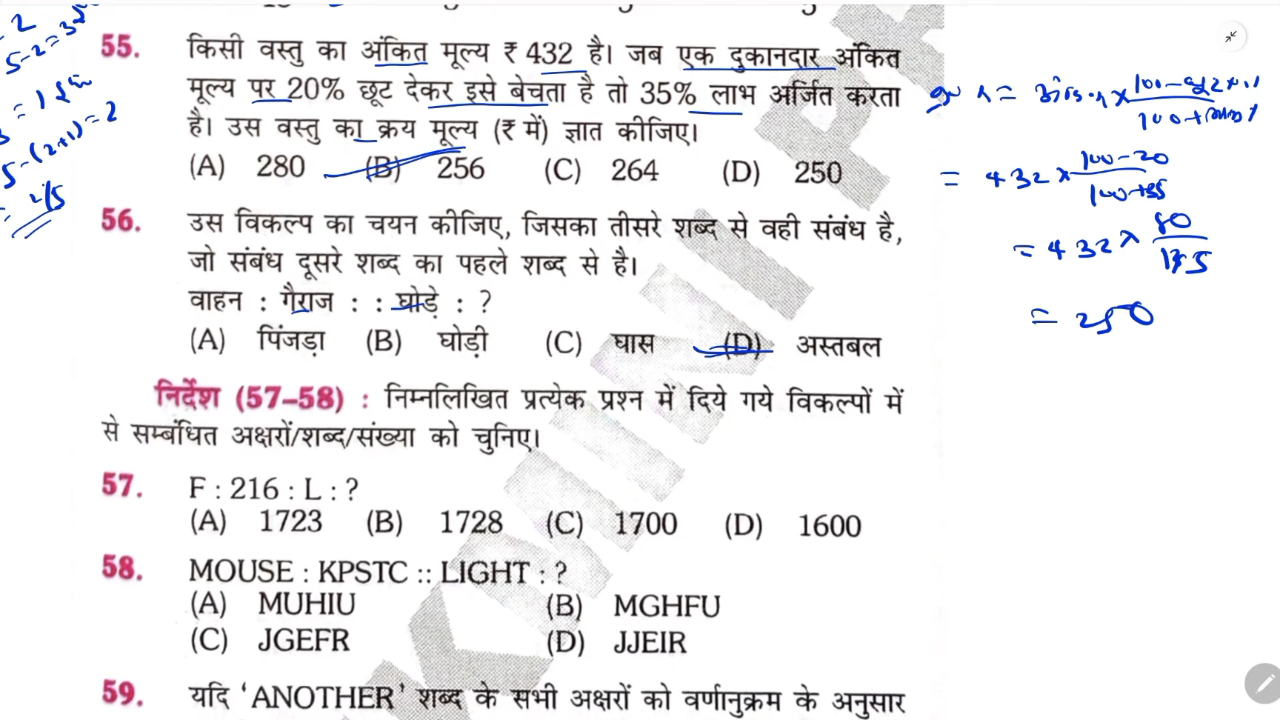 55. किसी वस्तु का अंकित मूल्य ₹ 432 है। जब एक दुकानदार अंकित
मूल्य पर 20% छूट देकर इसे बेचता है तो 35% लाभ अर्जित करता
है। उस वस्तु का क्रय मूल्य (₹ में) ज्ञात कीजिए।
(A) 280 (B) 256 (C) 264 (D) 250
56. उस विकल्प का चयन कीजिए, जिसका तीसरे शब्द से वही संबंध है,
जो संबंध दूसरे शब्द का पहले शब्द से है।
वाहन : गैराज : : घोड़े : ?
(A) पिंजड़ा (B) घोड़ी (C) घास (D) अस्तबल
निर्देश (57–58) : निम्नलिखित प्रत्येक प्रश्न में दिये गये विकल्पों में
से सम्बंधित अक्षरों/शब्द/संख्या को चुनिए।
57. F : 216 : L : ?
(A) 1723 (B) 1728 (C) 1700 (D) 1600
58. MOUSE : KPSTC :: LIGHT : ?
(A) MUHIU (B) MGHFU
(C) JGEFR (D) JJEIR
59. यदि 'ANOTHER' शब्द के सभी अक्षरों को वर्णानुक्रम के अनुसार
= 432 × 100-20
100+35
= 432 × 80
135
5-(2+1)=2